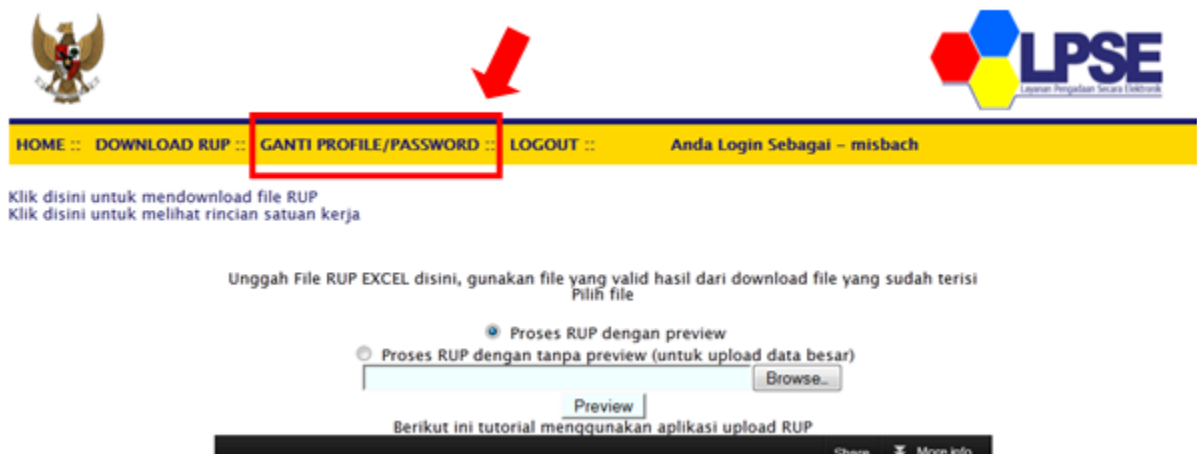 LPSE
Layanan Pengadaan Secara Elektronik
HOME :: DOWNLOAD RUP :: GANTI PROFILE/PASSWORD :: LOGOUT :: Anda Login Sebagai – misbach
Klik disini untuk mendownload file RUP
Klik disini untuk melihat rincian satuan kerja
Unggah File RUP EXCEL disini, gunakan file yang valid hasil dari download file yang sudah terisi
Pilih file
Proses RUP dengan preview
Proses RUP dengan tanpa preview (untuk upload data besar)
Browse..
Preview
Berikut ini tutorial menggunakan aplikasi upload RUP
Share More info